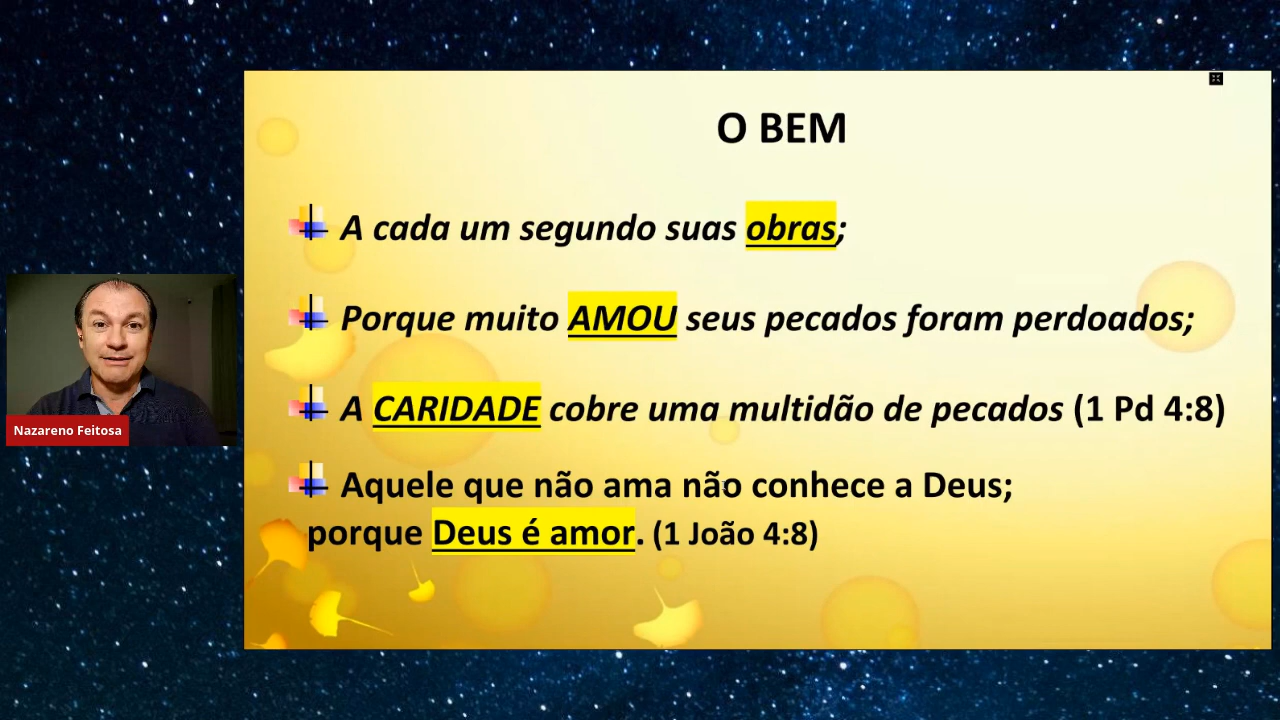 O BEM
A cada um segundo suas obras;
Porque muito AMOU seus pecados foram perdoados;
A CARIDADE cobre uma multidão de pecados (1 Pd 4:8)
Aquele que não ama não conhece a Deus;
porque Deus é amor. (1 João 4:8)
Nazareno Feitosa